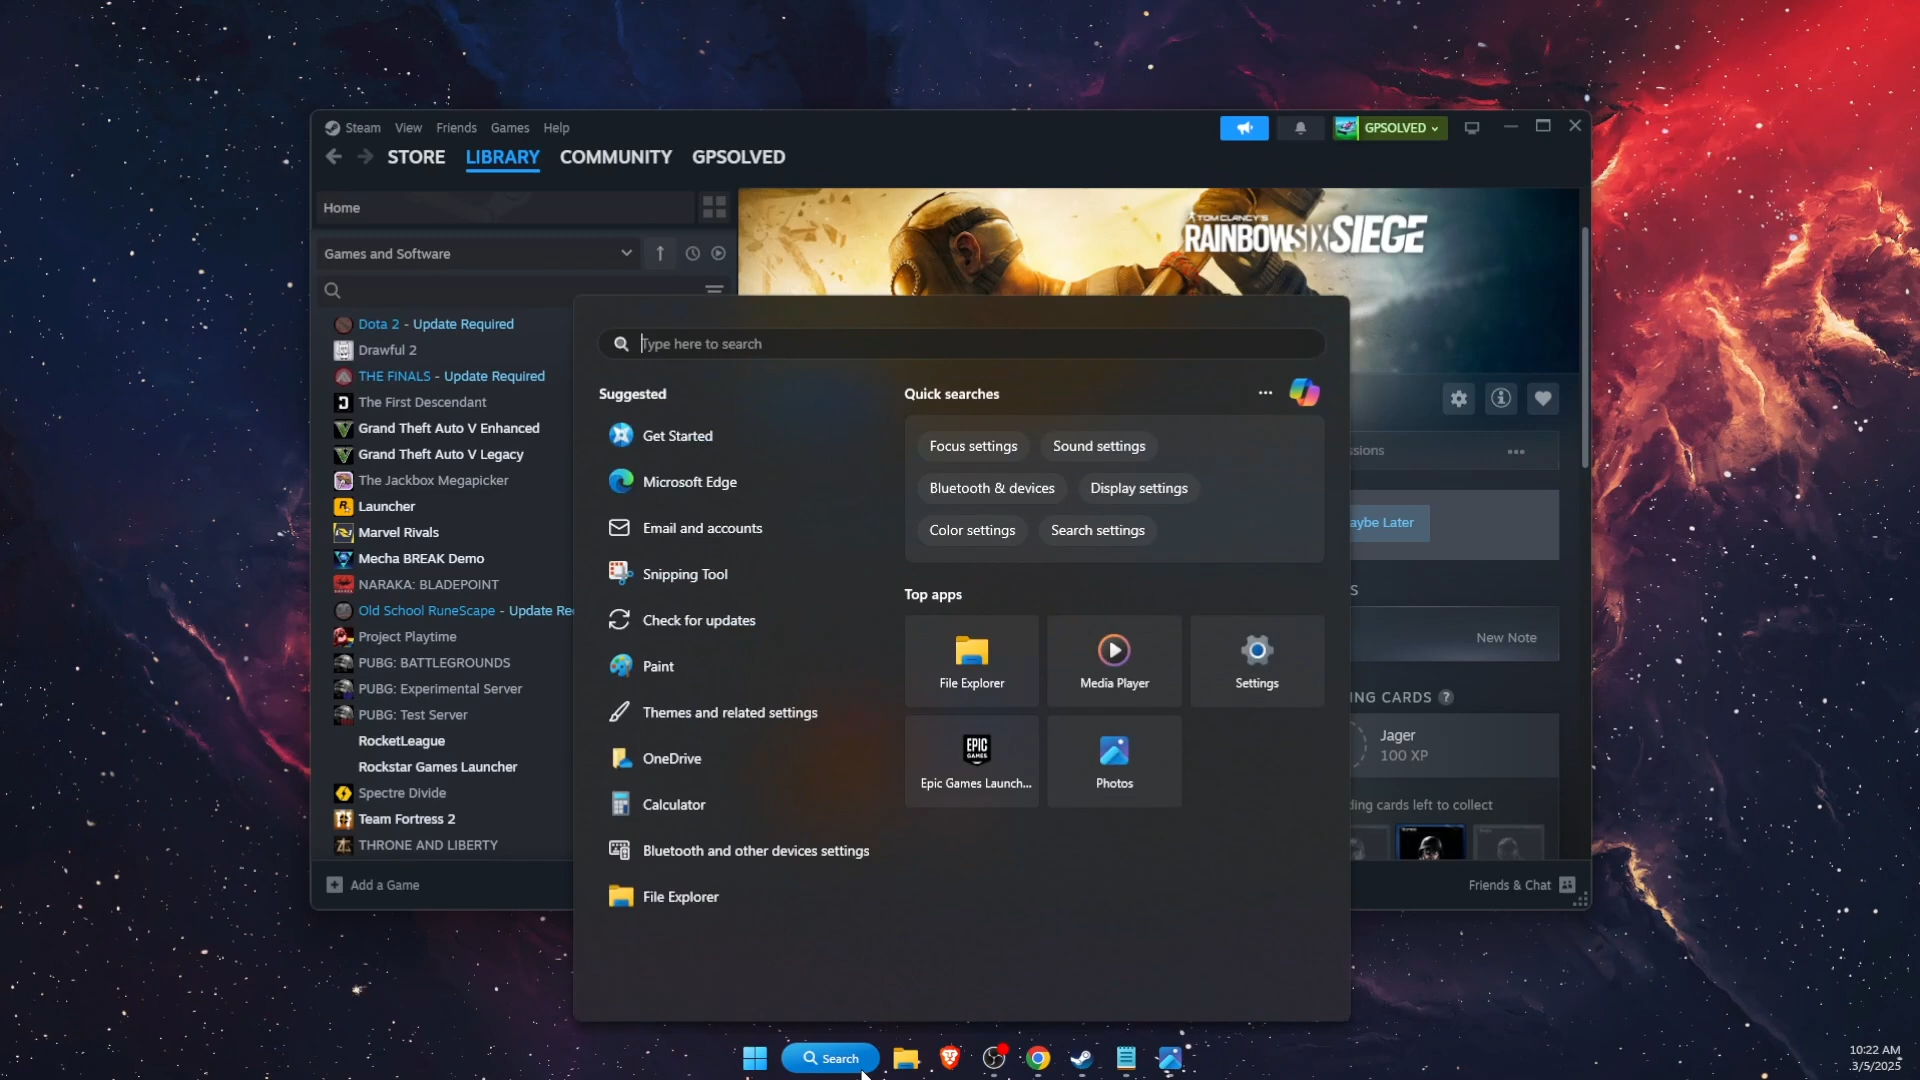 Steam View Friends Games Help
GPSOLVED
STORE LIBRARY COMMUNITY GPSOLVED
Home
Games and Software
TOM CLANCY'S
RAINBOWSIX SIEGE
Dota 2 - Update Required
Drawful 2
THE FINALS - Update Required
The First Descendant
Grand Theft Auto V Enhanced
Grand Theft Auto V Legacy
The Jackbox Megapicker
Launcher
Marvel Rivals
Mecha BREAK Demo
NARAKA: BLADEPOINT
Old School RuneScape - Update Re
Project Playtime
PUBG: BATTLEGROUNDS
PUBG: Experimental Server
PUBG: Test Server
RocketLeague
Rockstar Games Launcher
Spectre Divide
Team Fortress 2
THRONE AND LIBERTY
Add a Game
Type here to search
Suggested
Get Started
Microsoft Edge
Email and accounts
Snipping Tool
Check for updates
Paint
Themes and related settings
OneDrive
Calculator
Bluetooth and other devices settings
File Explorer
Quick searches
Focus settings Sound settings
Bluetooth & devices Display settings
Color settings Search settings
Top apps
File Explorer Media Player Settings
EPIC
GAMES
Epic Games Launch... Photos
ssions
aybe Later
S
New Note
NG CARDS ?
Jager
100 XP
ding cards left to collect
Friends & Chat
Search
10:22 AM
3/5/2025